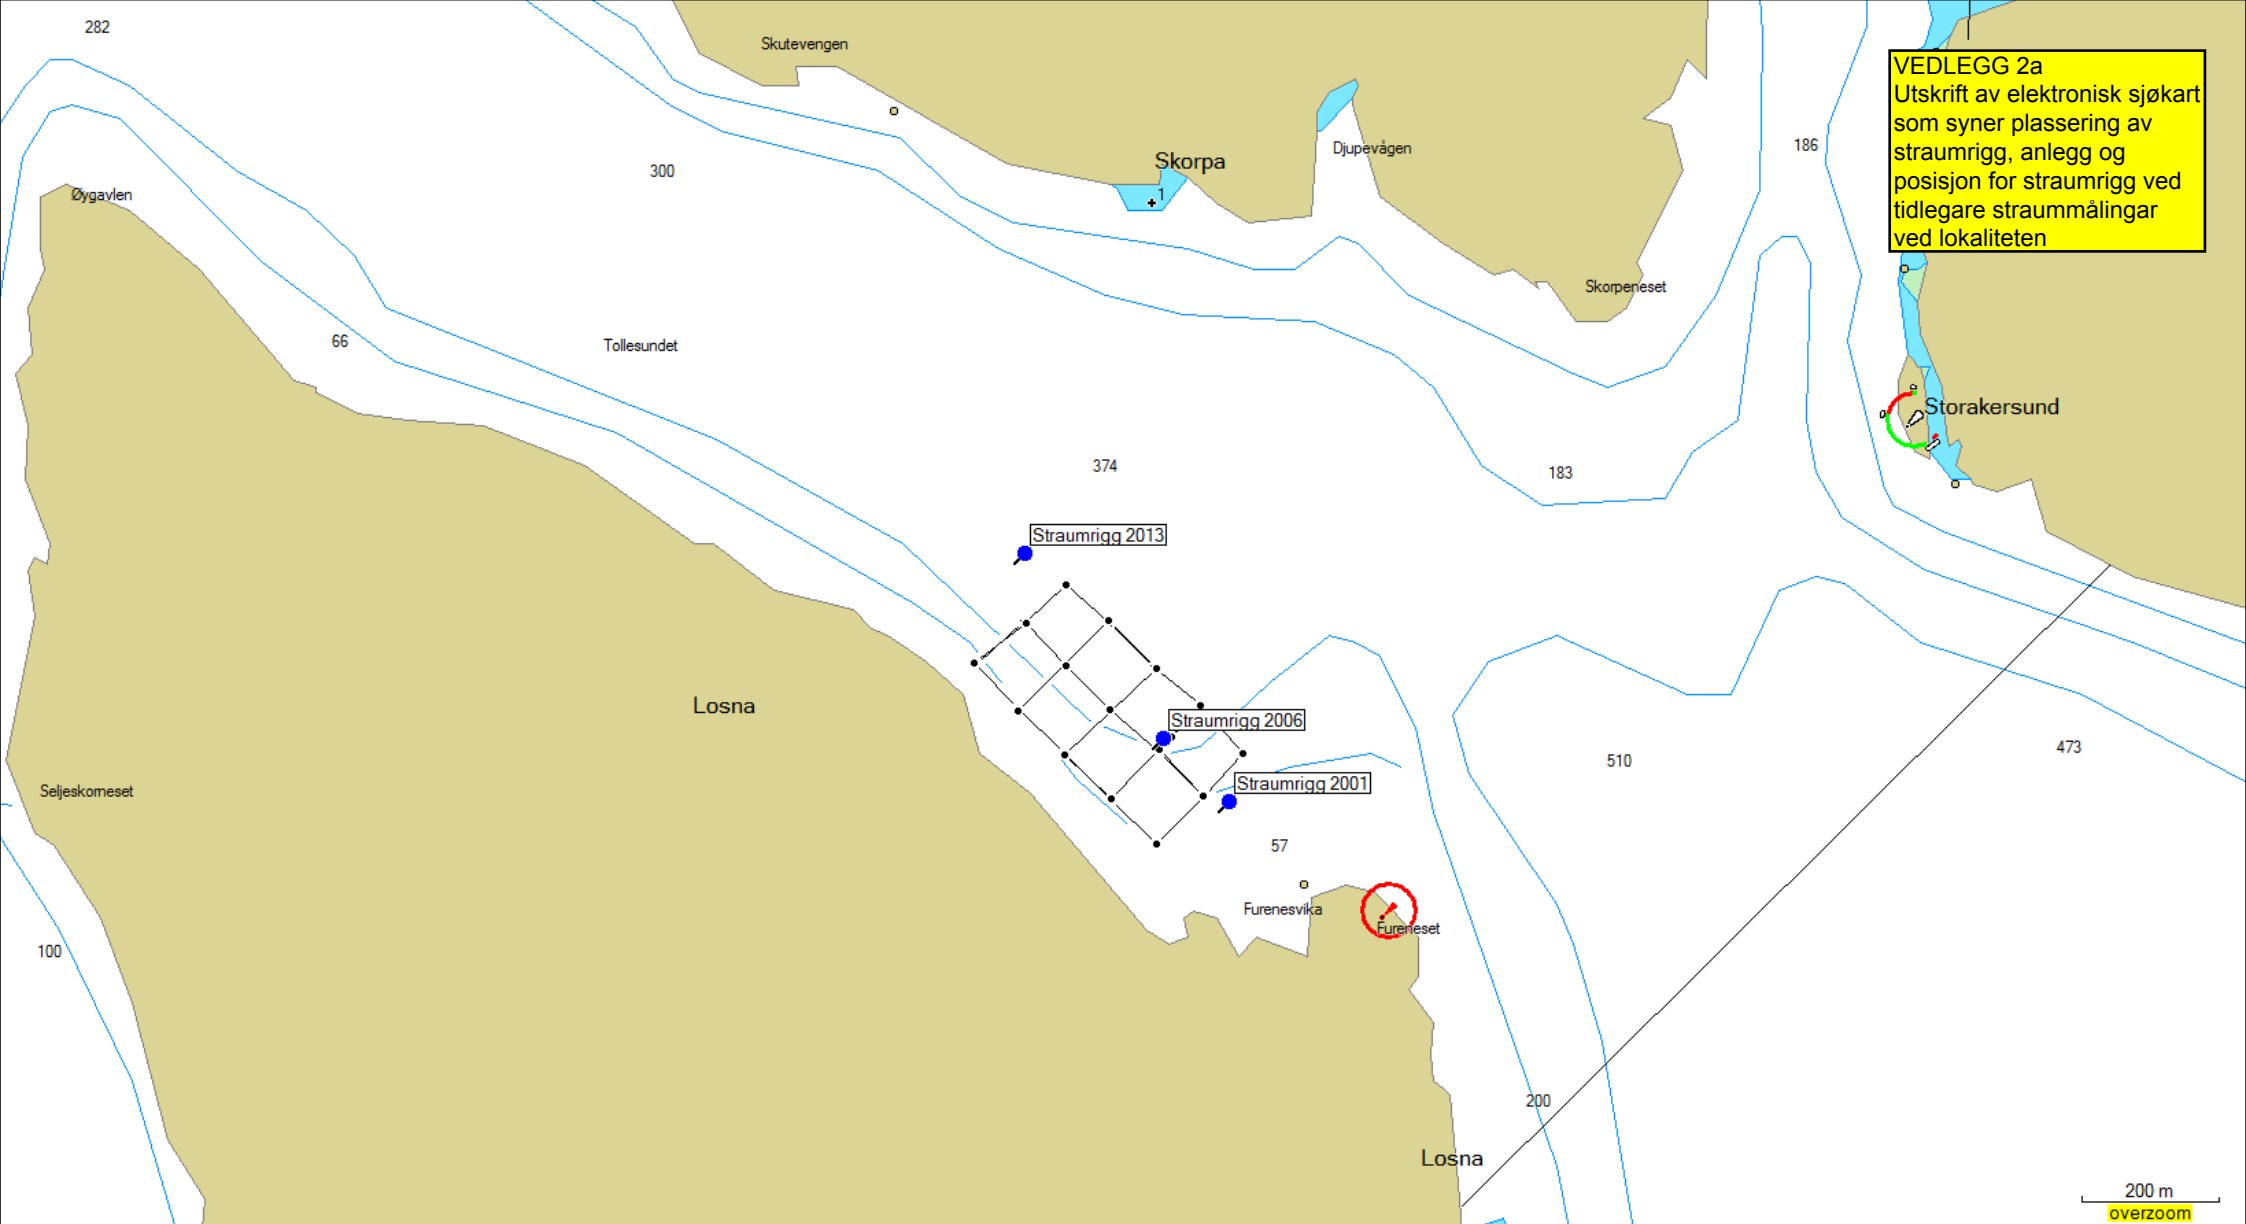 282
Skutevengen
VEDLEGG 2a
Utskrift av elektronisk sjøkart
som syner plassering av
straumrigg, anlegg og
posisjon for straumrigg ved
tidlegare straummålingar
ved lokaliteten
186
Djupevågen
Skorpa
300
1
Øygavlen
Skorpeneset
66
Tollesundet
Storakersund
374
183
Straumrigg 2013
Losna
Straumrigg 2006
473
510
Straumrigg 2001
Seljeskorneset
57
Furenesvika
Fureneset
100
200
Losna
200 m
overzoom